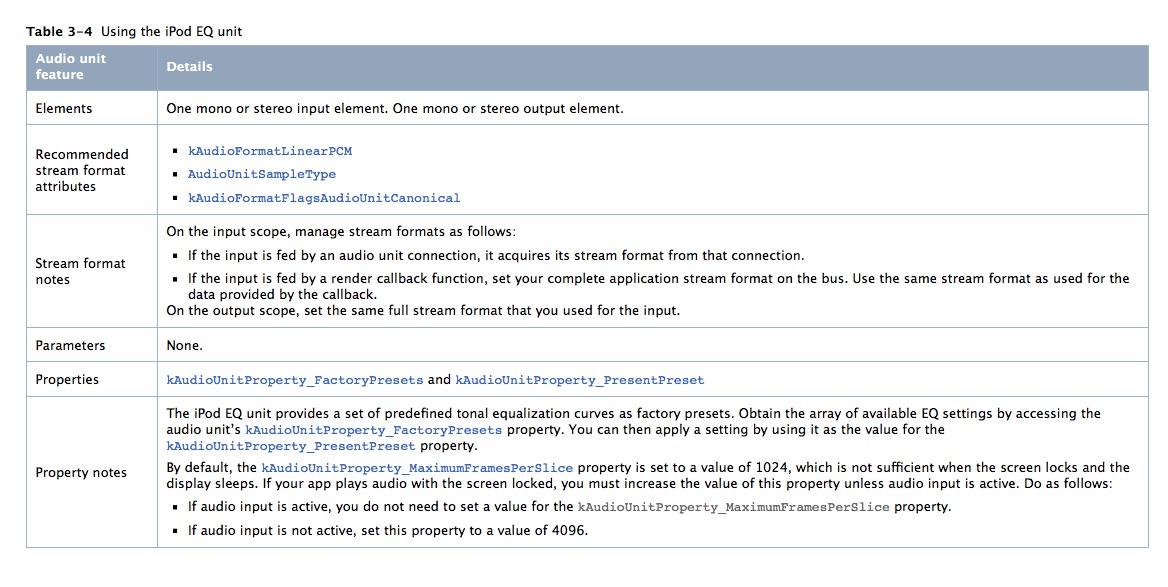 Table 3-4 Using the iPod EQ unit
Audio unit
feature
Details
Elements
One mono or stereo input element. One mono or stereo output element.
Recommended
stream format
attributes
▪ kAudioFormatLinearPCM
▪ AudioUnitSampleType
▪ kAudioFormatFlagsAudioUnitCanonical
Stream format
notes
On the input scope, manage stream formats as follows:
▪ If the input is fed by an audio unit connection, it acquires its stream format from that connection.
▪ If the input is fed by a render callback function, set your complete application stream format on the bus. Use the same stream format as used for the
data provided by the callback.
On the output scope, set the same full stream format that you used for the input.
Parameters
None.
Properties
kAudioUnitProperty_FactoryPresets and kAudioUnitProperty_PresentPreset
Property notes
The iPod EQ unit provides a set of predefined tonal equalization curves as factory presets. Obtain the array of available EQ settings by accessing the
audio unit's kAudioUnitProperty_FactoryPresets property. You can then apply a setting by using it as the value for the
kAudioUnitProperty_PresentPreset property.
By default, the kAudioUnitProperty_MaximumFramesPerSlice property is set to a value of 1024, which is not sufficient when the screen locks and the
display sleeps. If your app plays audio with the screen locked, you must increase the value of this property unless audio input is active. Do as follows:
▪ If audio input is active, you do not need to set a value for the kAudioUnitProperty_MaximumFramesPerSlice property.
▪ If audio input is not active, set this property to a value of 4096.